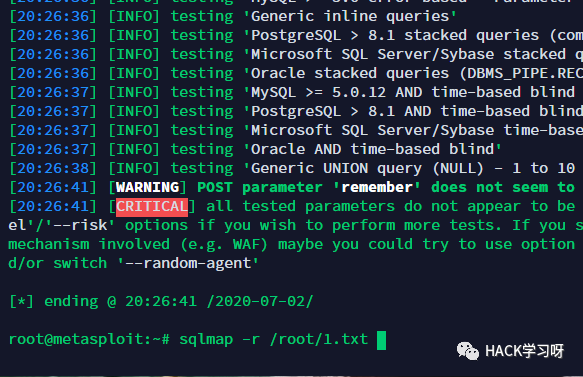 [20:26:36] [INFO] testing 'Generic inline queries'
[20:26:36] [INFO] testing 'PostgreSQL > 8.1 stacked queries (com
[20:26:36] [INFO] testing 'Microsoft SQL Server/Sybase stacked q
[20:26:36] [INFO] testing 'Oracle stacked queries (DBMS_PIPE.REC
[20:26:37] [INFO] testing 'MySQL >= 5.0.12 AND time-based blind
[20:26:37] [INFO] testing 'PostgreSQL > 8.1 AND time-based blind
[20:26:37] [INFO] testing 'Microsoft SQL Server/Sybase time-base
[20:26:37] [INFO] testing 'Oracle AND time-based blind'
[20:26:38] [INFO] testing 'Generic UNION query (NULL) - 1 to 10
[20:26:41] [WARNING] POST parameter 'remember' does not seem to
[20:26:41] [CRITICAL] all tested parameters do not appear to be
el'/'--risk' options if you wish to perform more tests. If you s
mechanism involved (e.g. WAF) maybe you could try to use option
d/or switch '--random-agent'
[*] ending @ 20:26:41 /2020-07-02/
root@metasploit:~# sqlmap -r /root/1.txt
HACK学习呀